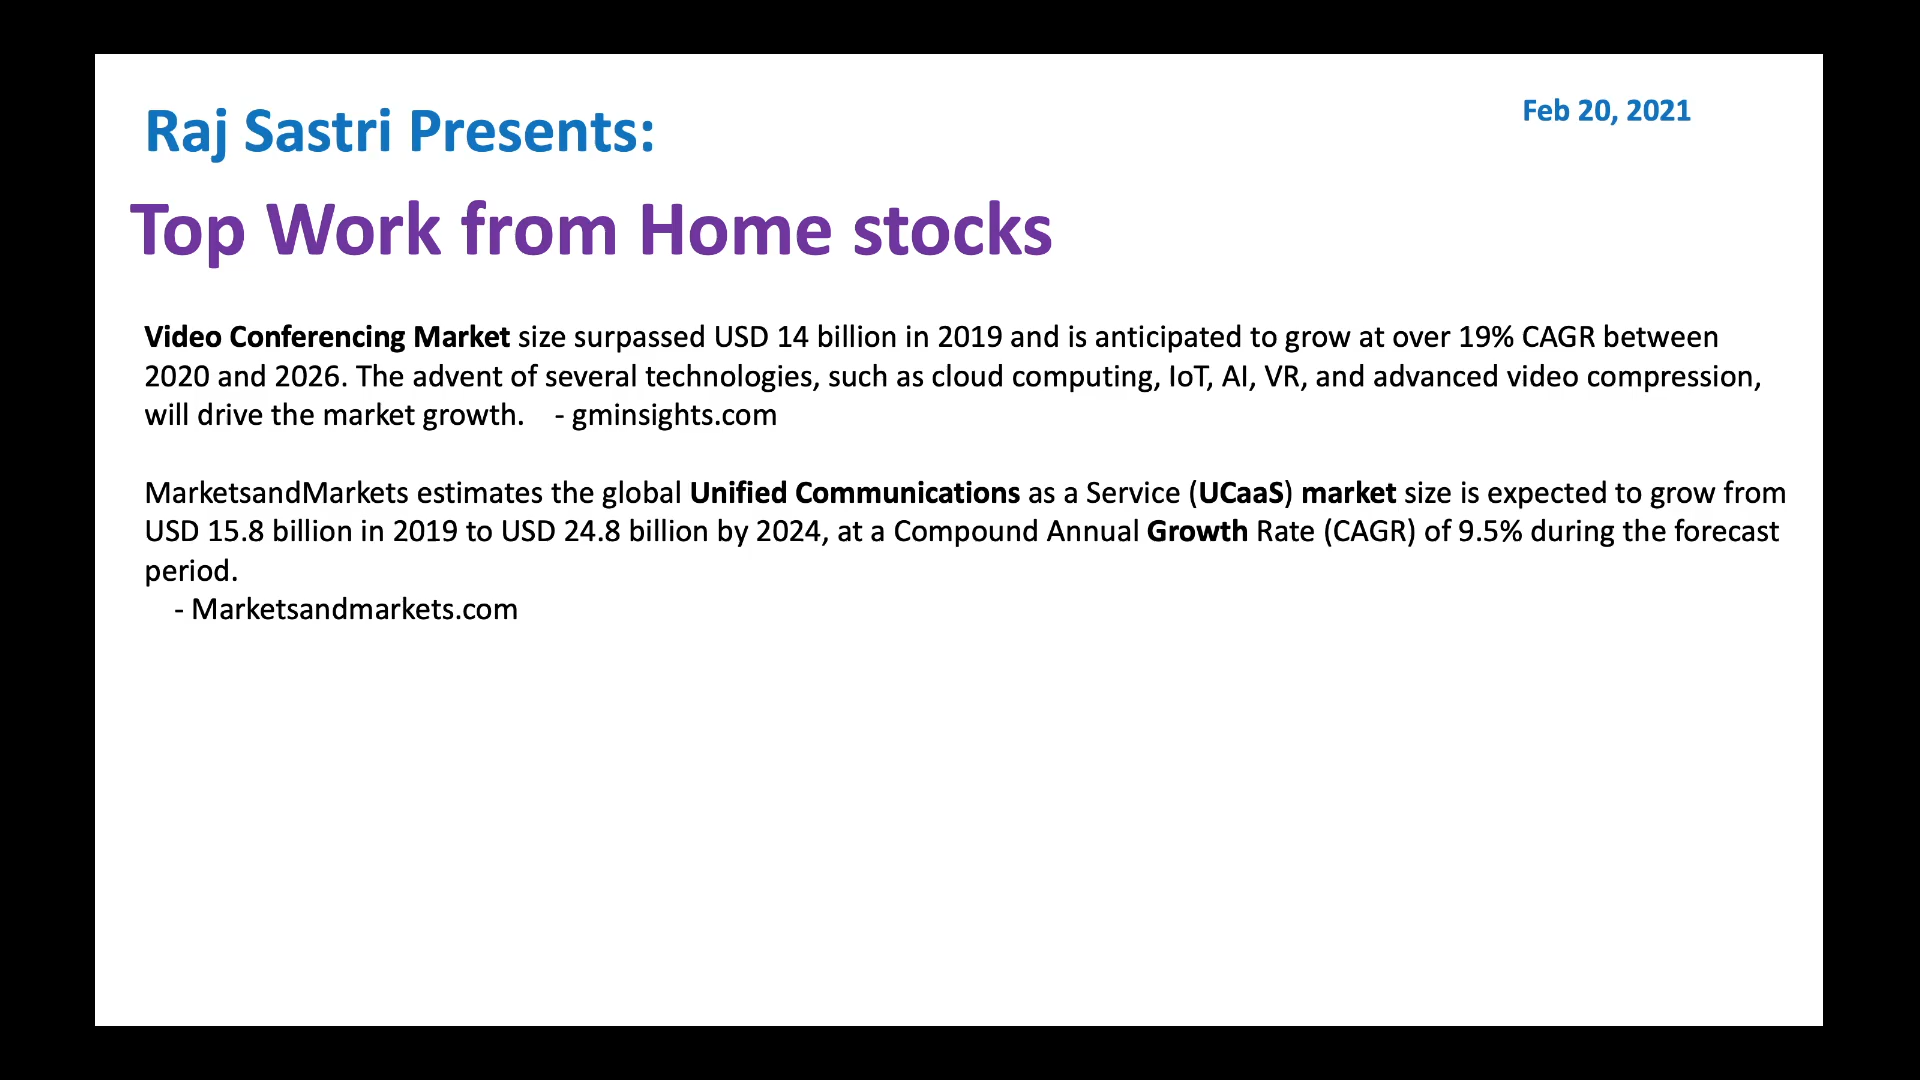 Raj Sastri Presents:
Feb 20, 2021
Top Work from Home stocks
Video Conferencing Market size surpassed USD 14 billion in 2019 and is anticipated to grow at over 19% CAGR between
2020 and 2026. The advent of several technologies, such as cloud computing, IoT, AI, VR, and advanced video compression,
will drive the market growth. - gminsights.com
MarketsandMarkets estimates the global Unified Communications as a Service (UCaaS) market size is expected to grow from
USD 15.8 billion in 2019 to USD 24.8 billion by 2024, at a Compound Annual Growth Rate (CAGR) of 9.5% during the forecast
period.
- Marketsandmarkets.com